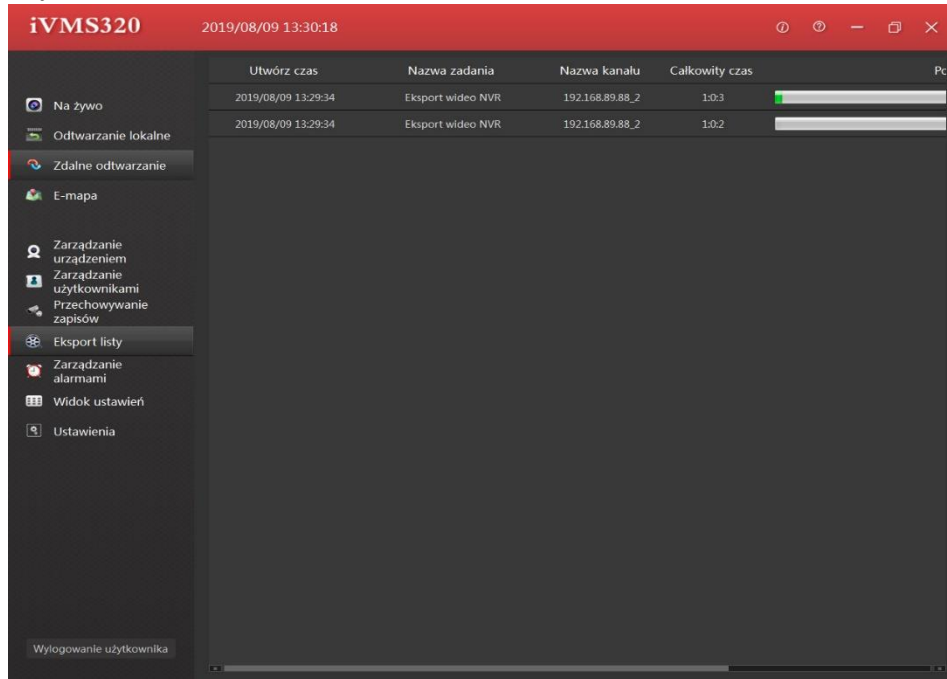 iVMS320
2019/08/09 13:30:18
Utwórz czas Nazwa zadania Nazwa kanału Całkowity czas
2019/08/09 13:29:34 Eksport wideo NVR 192.168.89.88_2 1:0:3
2019/08/09 13:29:34 Eksport wideo NVR 192.168.89.88_2 1:0:2
Na żywo
Odtwarzanie lokalne
Zdalne odtwarzanie
E-mapa
Zarządzanie
urządzeniem
Zarządzanie
użytkownikami
Przechowywanie
zapisów
Eksport listy
Zarządzanie
alarmami
Widok ustawień
Ustawienia
Wylogowanie użytkownika